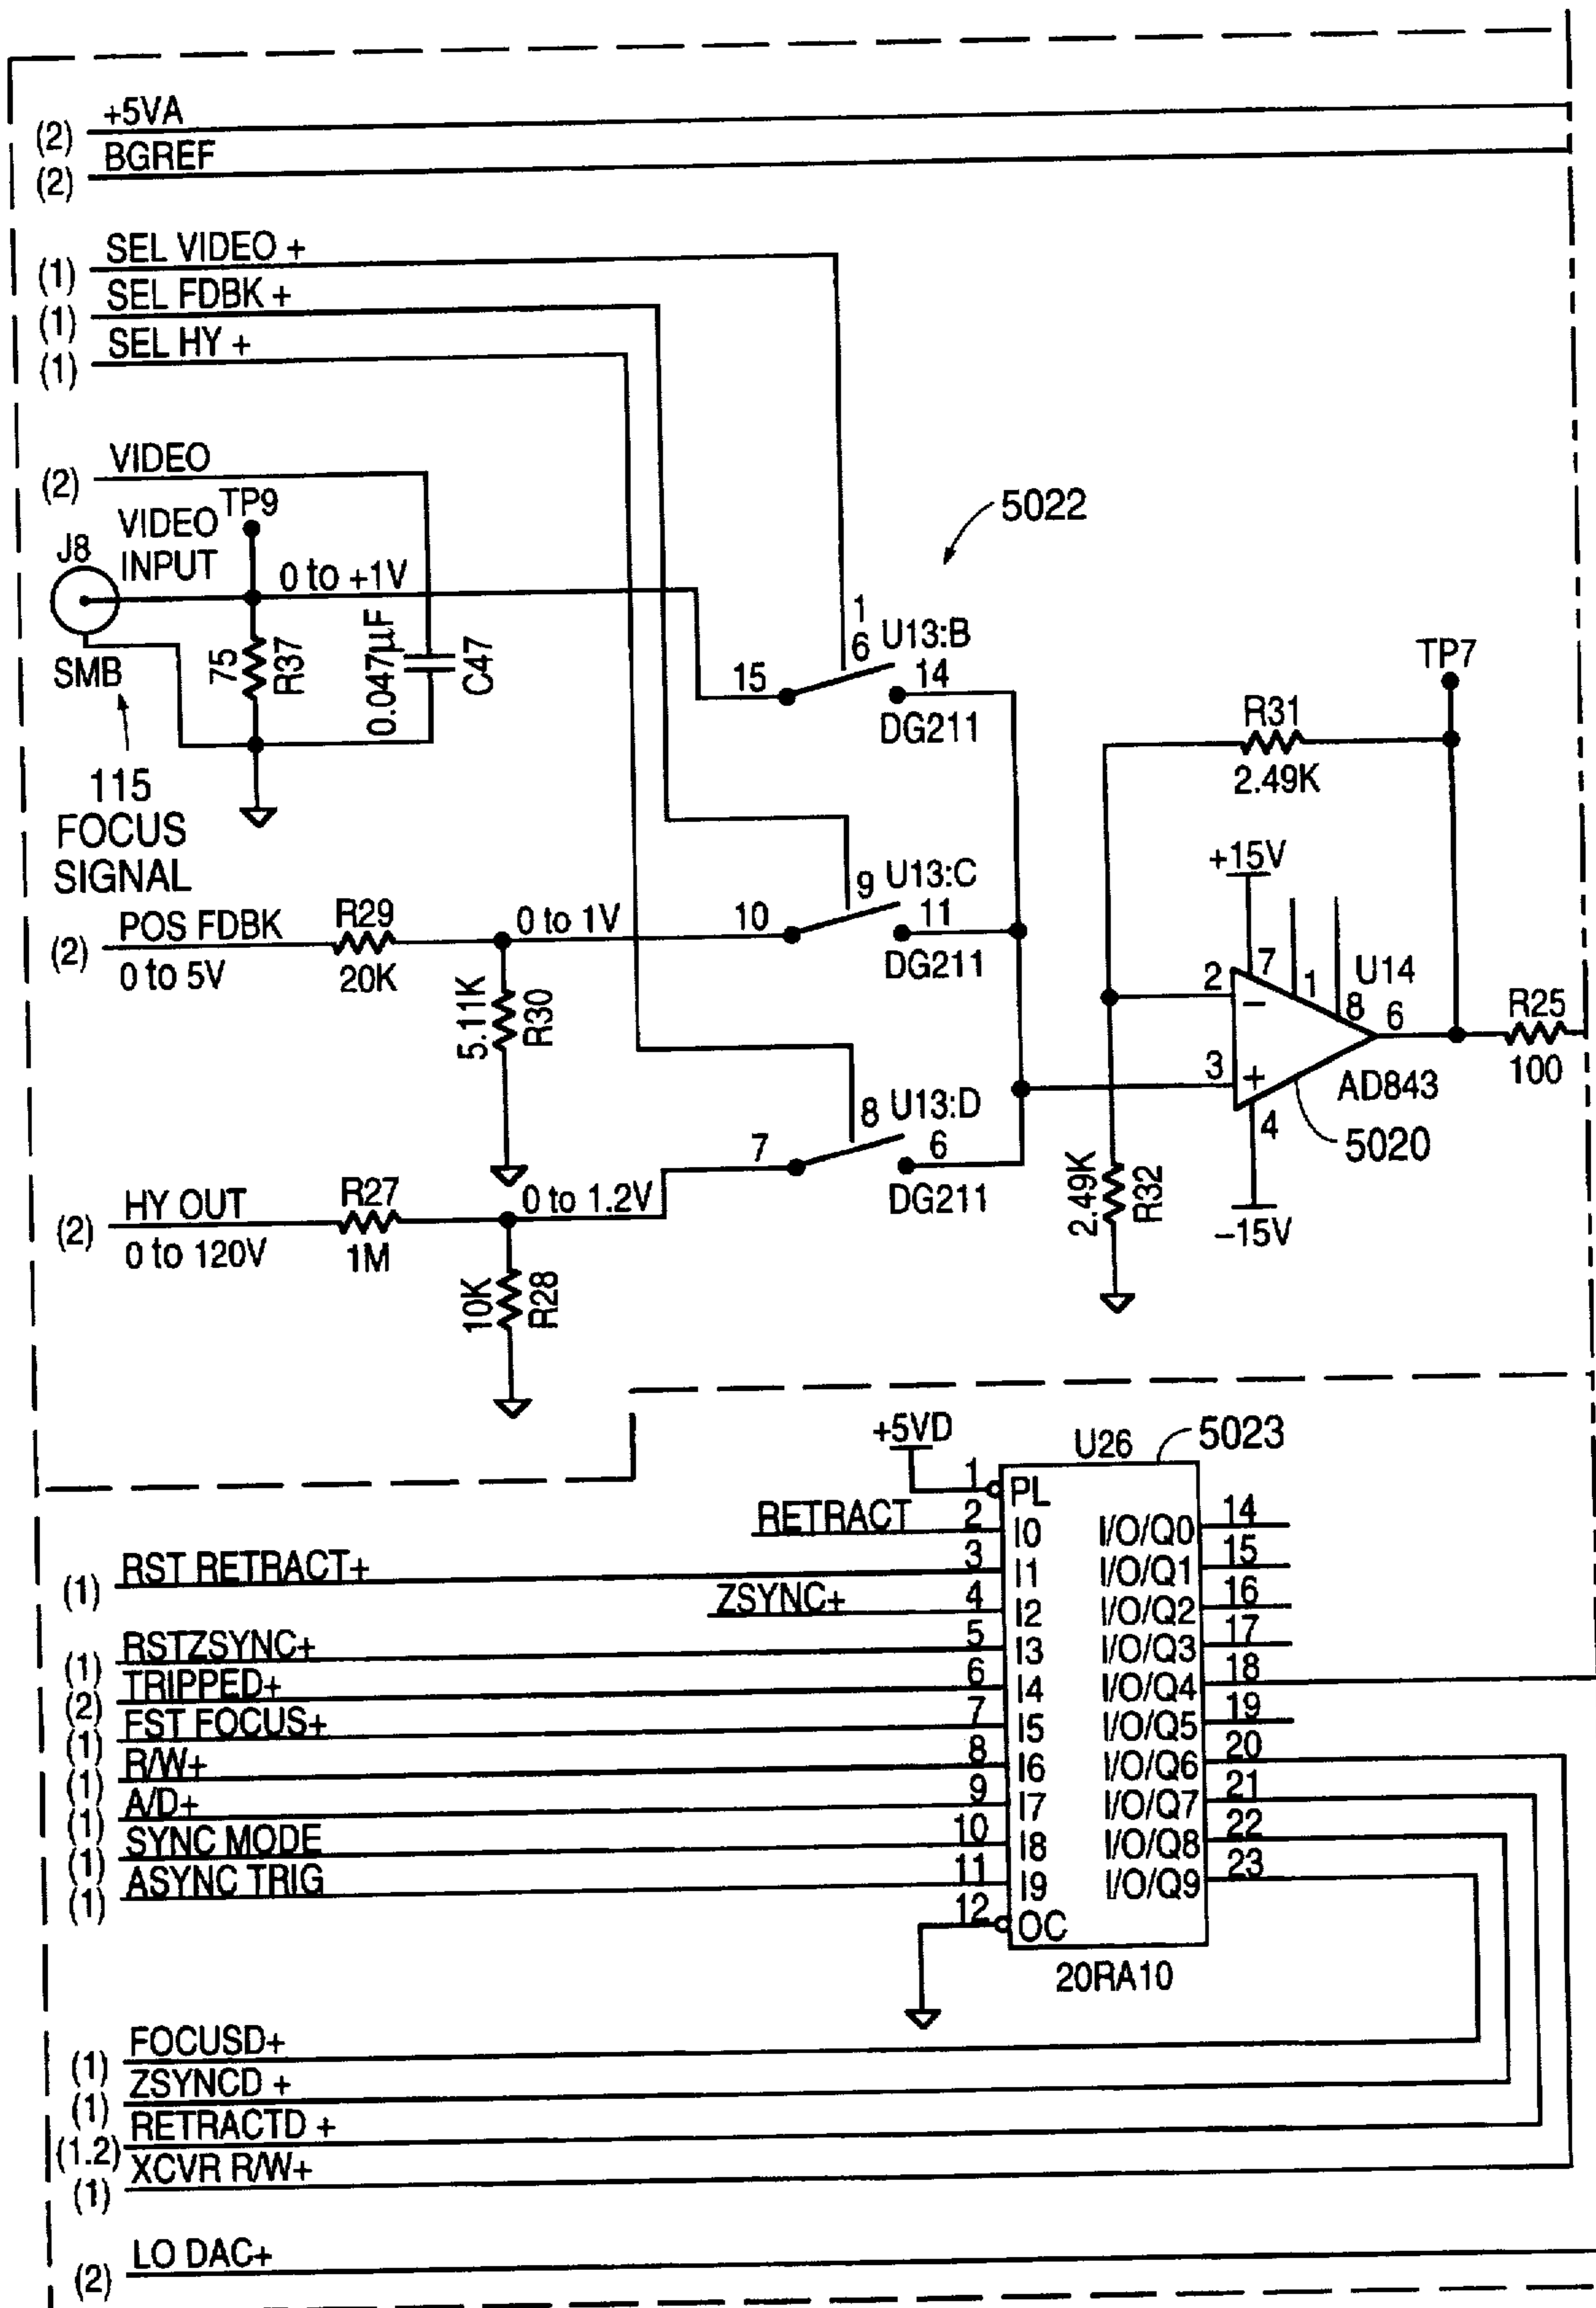 +5VA
(2)
BGREF
(2)
SEL VIDEO +
(1)
SEL FDBK +
(1)
SEL HY +
(1)
VIDEO
(2)
TP9
VIDEO
INPUT
J8
0 to +1V
SMB
75
R37
0.047µF
C47
115
FOCUS
SIGNAL
5022
1
6
U13:B
15
14
DG211
POS FDBK
(2)
0 to 5V
R29
20K
0 to 1V
5.11K
R30
9
U13:C
10
11
DG211
HY OUT
(2)
0 to 120V
R27
1M
0 to 1.2V
10K
R28
8
U13:D
7
6
DG211
TP7
R31
2.49K
+15V
7
1
U14
8
2
−
6
3
+
AD843
4
5020
−15V
2.49K
R32
R25
100
+5VD
U26
5023
1
PL
RETRACT
2
I0
I/O/Q0
14
RST RETRACT+
(1)
3
I1
I/O/Q1
15
ZSYNC+
4
I2
I/O/Q2
16
RSTZSYNC+
(1)
5
I3
I/O/Q3
17
TRIPPED+
(2)
6
I4
I/O/Q4
18
FST FOCUS+
(1)
7
I5
I/O/Q5
19
R/W+
(1)
8
I6
I/O/Q6
20
A/D+
(1)
9
I7
I/O/Q7
21
SYNC MODE
(1)
10
I8
I/O/Q8
22
ASYNC TRIG
(1)
11
I9
I/O/Q9
23
12
OC
20RA10
FOCUSD+
(1)
ZSYNCD +
(1)
RETRACTD +
(1.2)
XCVR R/W+
(1)
LO DAC+
(2)